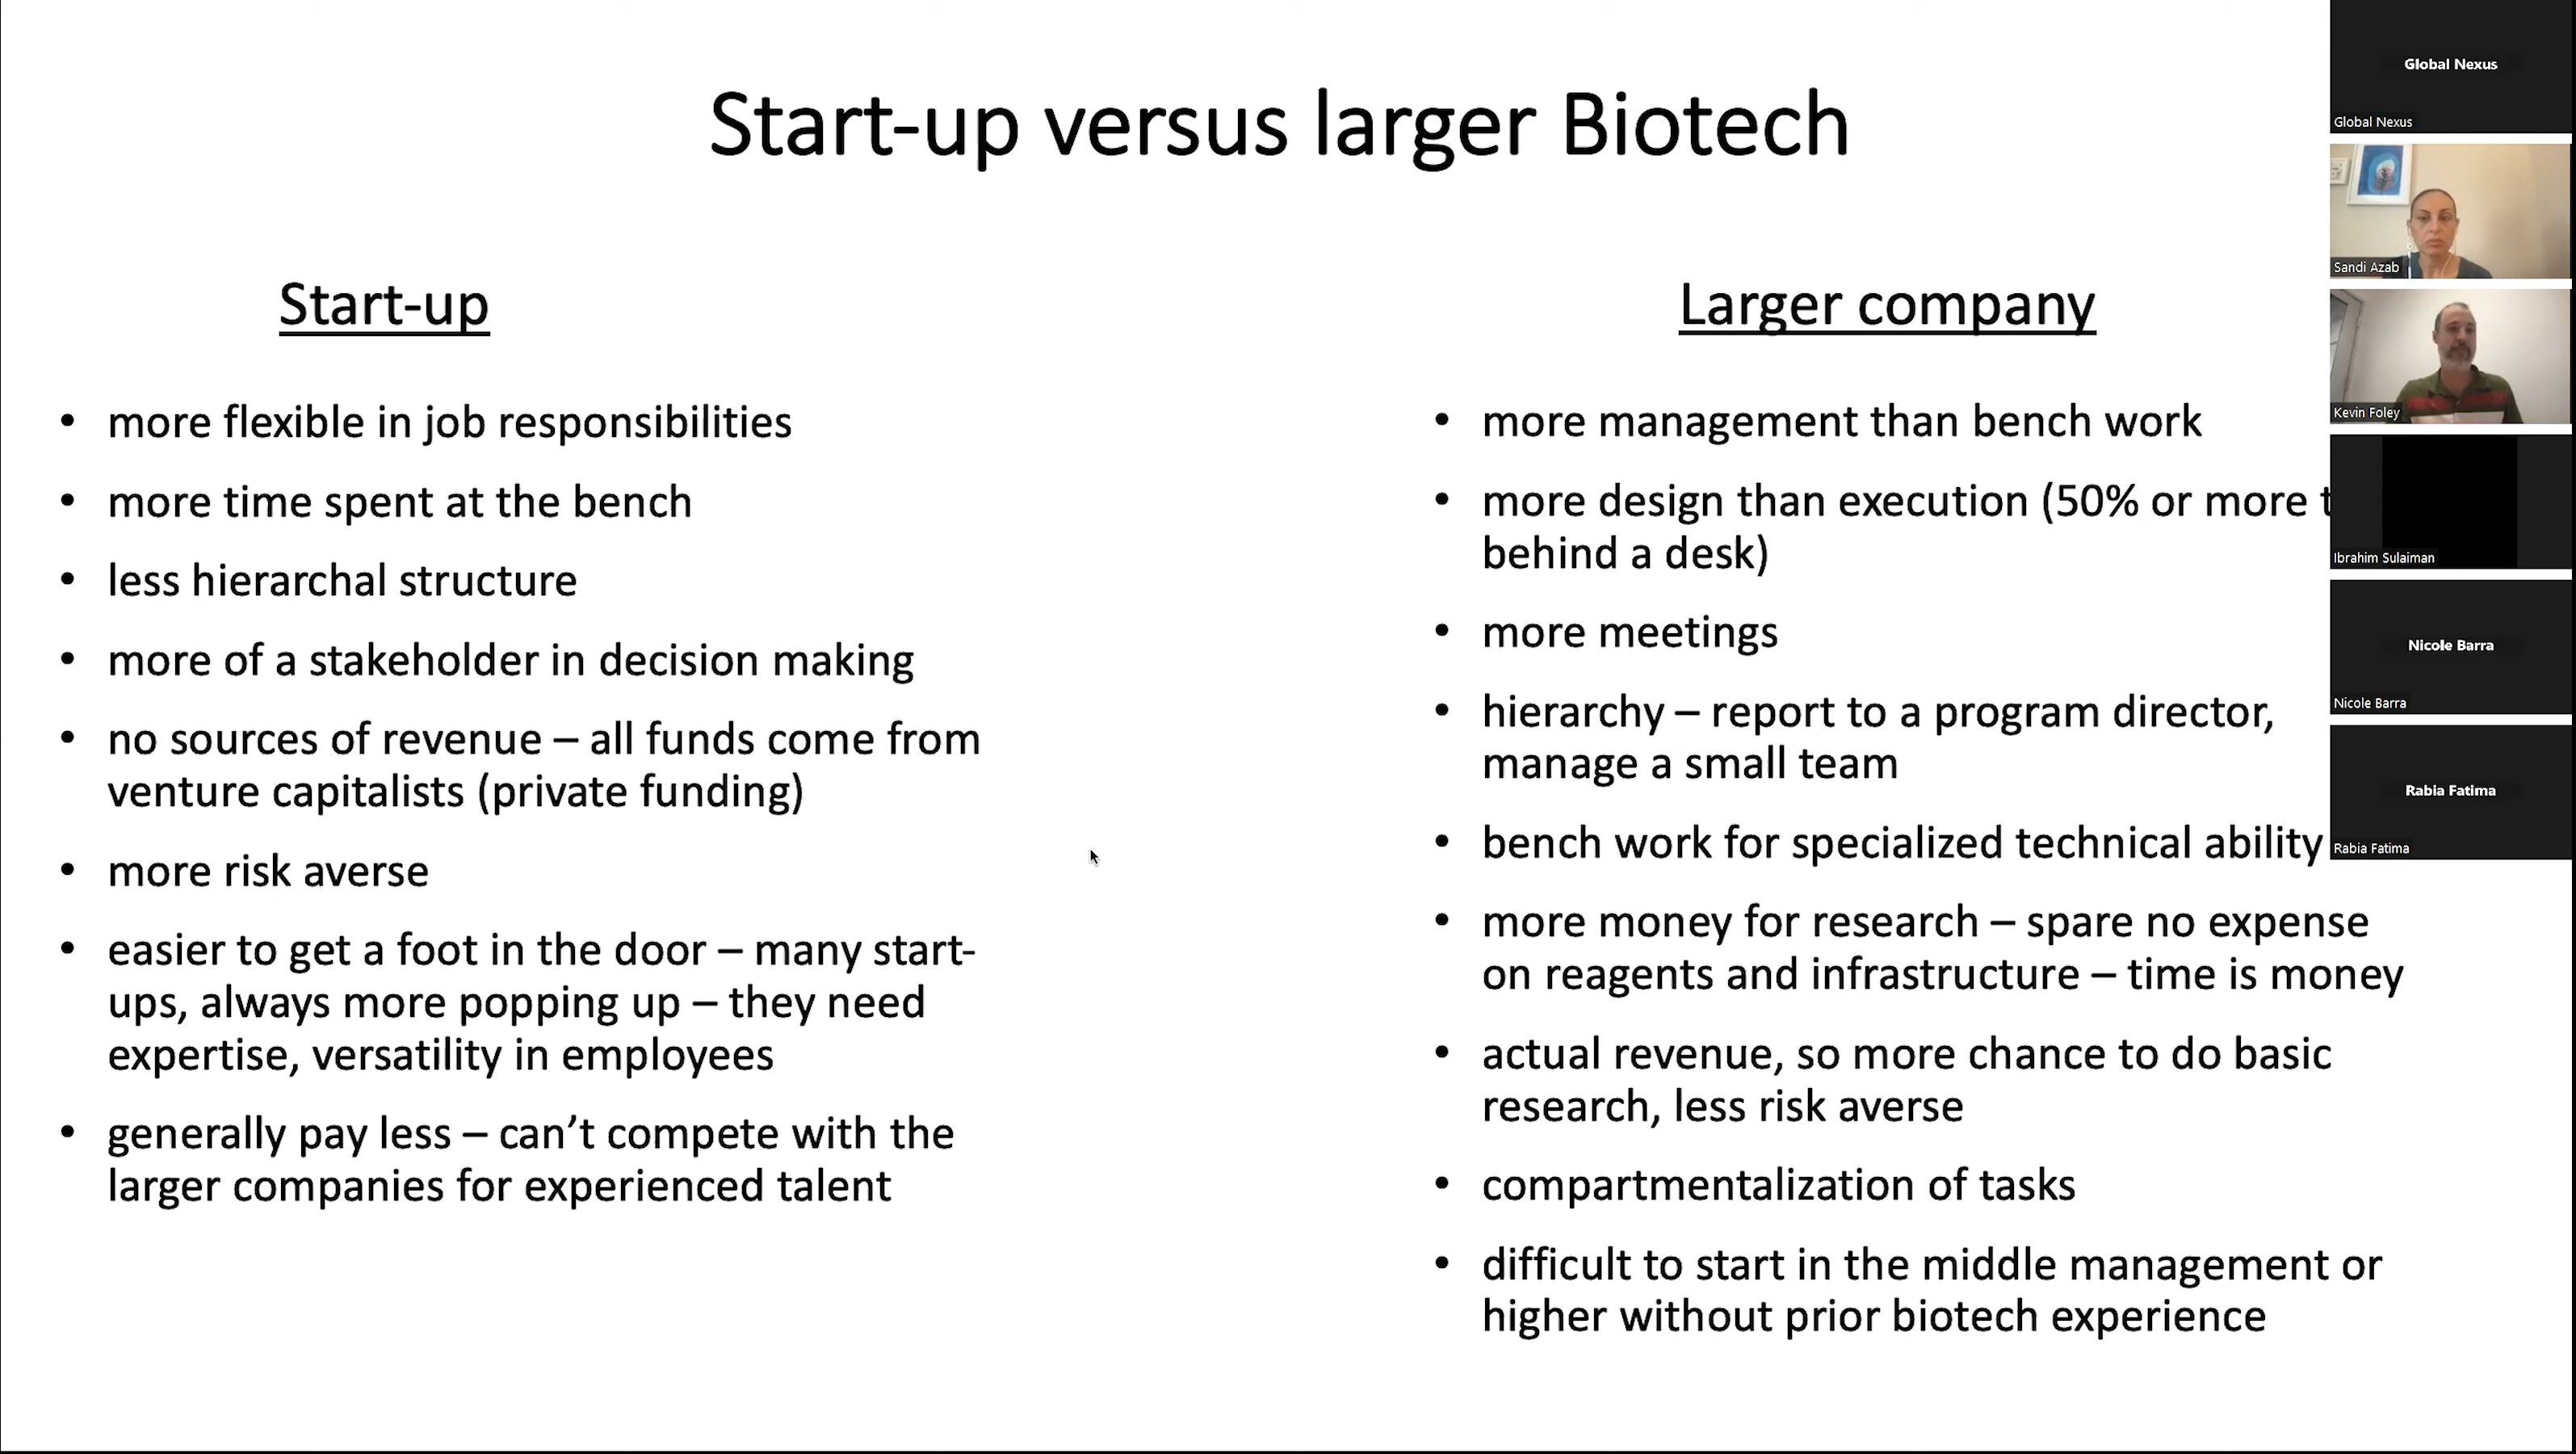 Start-up versus larger Biotech
Start-up
• more flexible in job responsibilities
• more time spent at the bench
• less hierarchal structure
• more of a stakeholder in decision making
• no sources of revenue – all funds come from
venture capitalists (private funding)
• more risk averse
• easier to get a foot in the door – many start-
ups, always more popping up – they need
expertise, versatility in employees
• generally pay less – can’t compete with the
larger companies for experienced talent
Larger company
• more management than bench work
• more design than execution (50% or more
behind a desk)
• more meetings
• hierarchy – report to a program director,
manage a small team
• bench work for specialized technical ability
• more money for research – spare no expense
on reagents and infrastructure – time is money
• actual revenue, so more chance to do basic
research, less risk averse
• compartmentalization of tasks
• difficult to start in the middle management or
higher without prior biotech experience
Global Nexus
Global Nexus
Sandi Azab
Kevin Foley
Ibrahim Sulaiman
Nicole Barra
Nicole Barra
Rabia Fatima
Rabia Fatima